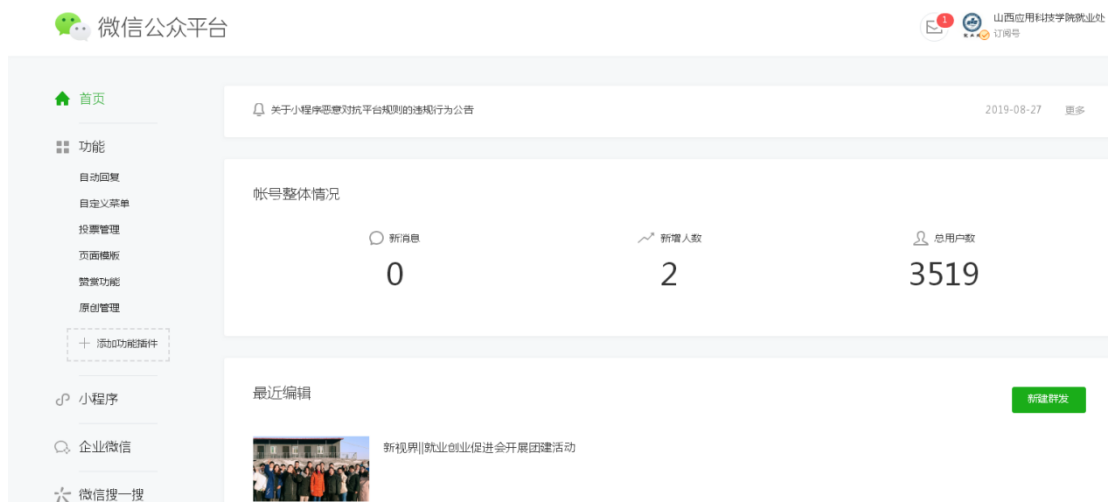 微信公众平台
1
山西应用科技学院就业处
订阅号
首页
关于小程序恶意对抗平台规则的违规行为公告
2019-08-27 更多
功能
自动回复
自定义菜单
投票管理
页面模版
赞赏功能
原创管理
添加功能插件
小程序
企业微信
微信搜一搜
帐号整体情况
新消息
0
新增人数
2
总用户数
3519
最近编辑
新建群发
新视界||就业创业促进会开展团建活动